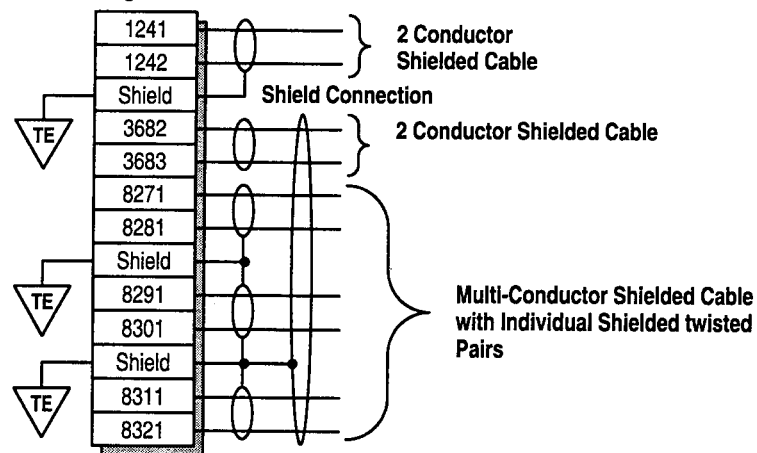 1241
1242
Shield
3682
3683
8271
8281
Shield
8291
8301
Shield
8311
8321
TE
TE
TE
2 Conductor
Shielded Cable
Shield Connection
2 Conductor Shielded Cable
Multi-Conductor Shielded Cable
with Individual Shielded twisted
Pairs